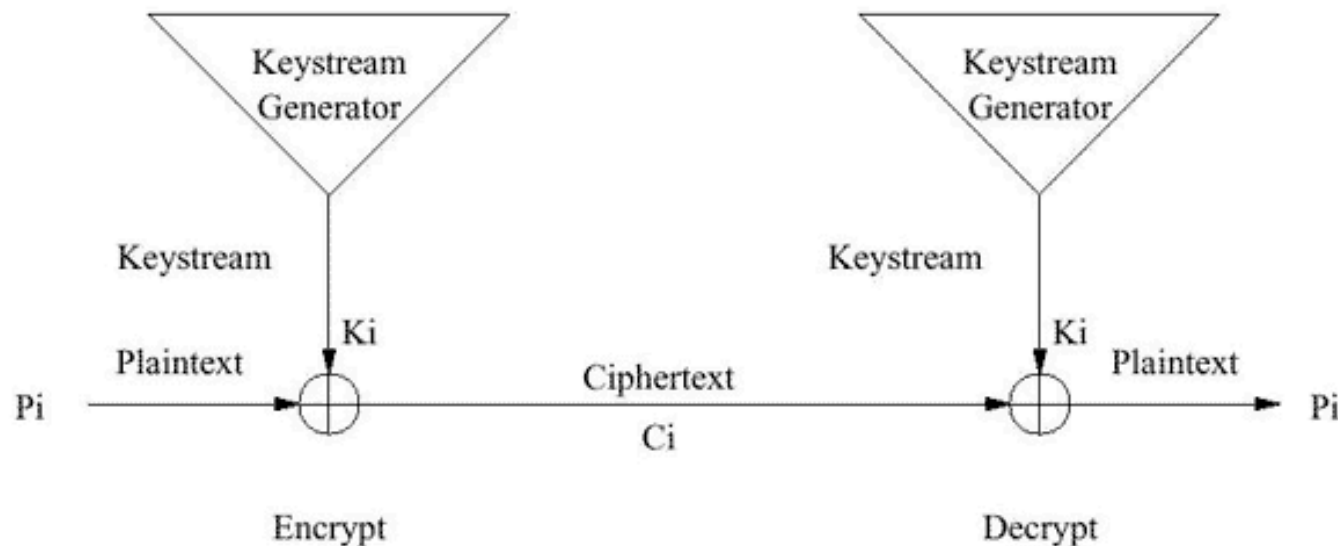 Keystream
Generator
Keystream
Generator
Keystream
Keystream
Ki
Ki
Plaintext
Ciphertext
Plaintext
Pi
Ci
Pi
Encrypt
Decrypt